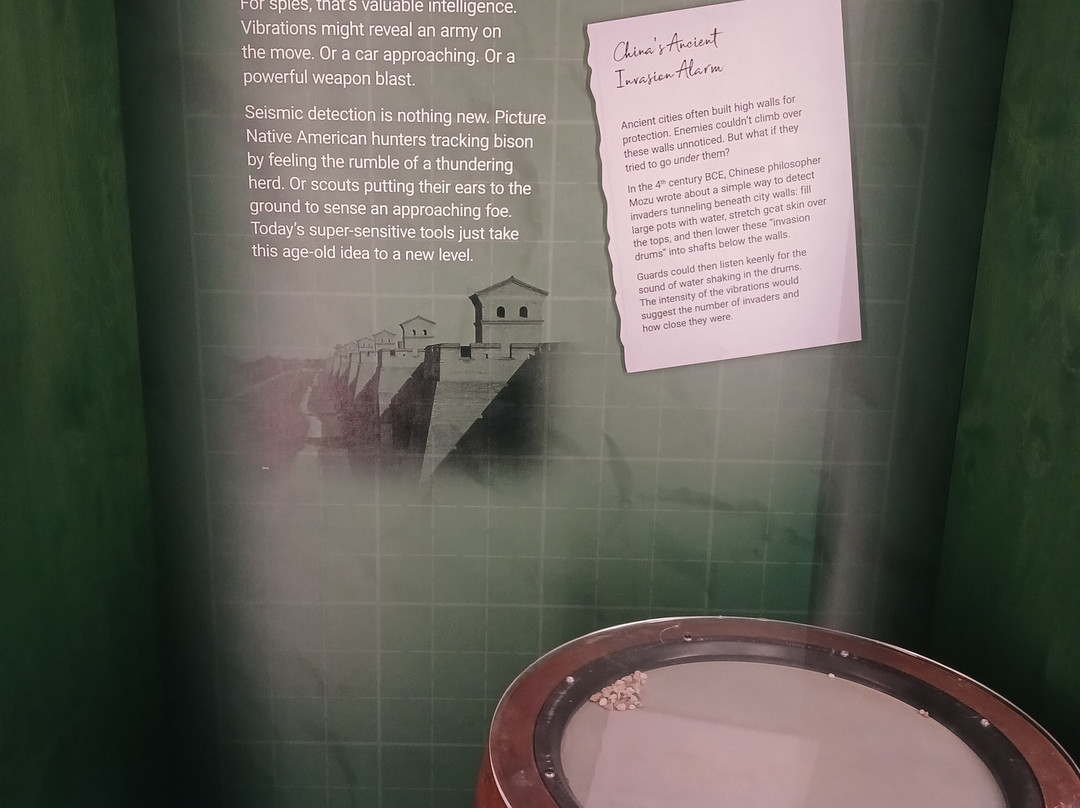 For spies, that's valuable intelligence.
Vibrations might reveal an army on
the move. Or a car approaching. Or a
powerful weapon blast.
Seismic detection is nothing new. Picture
Native American hunters tracking bison
by feeling the rumble of a thundering
herd. Or scouts putting their ears to the
ground to sense an approaching foe.
Today's super-sensitive tools just take
this age-old idea to a new level.
China's Ancient
Invasion Alarm
Ancient cities often built high walls for
protection. Enemies couldn't climb over
these walls unnoticed. But what if they
tried to go under them?
In the 4th century BCE, Chinese philosopher
Mozu wrote about a simple way to detect
invaders tunneling beneath city walls: fill
large pots with water, stretch goat skin over
the tops, and then lower these "invasion
drums" into shafts below the walls.
Guards could then listen keenly for the
sound of water shaking in the drums.
The intensity of the vibrations would
suggest the number of invaders and
how close they were.